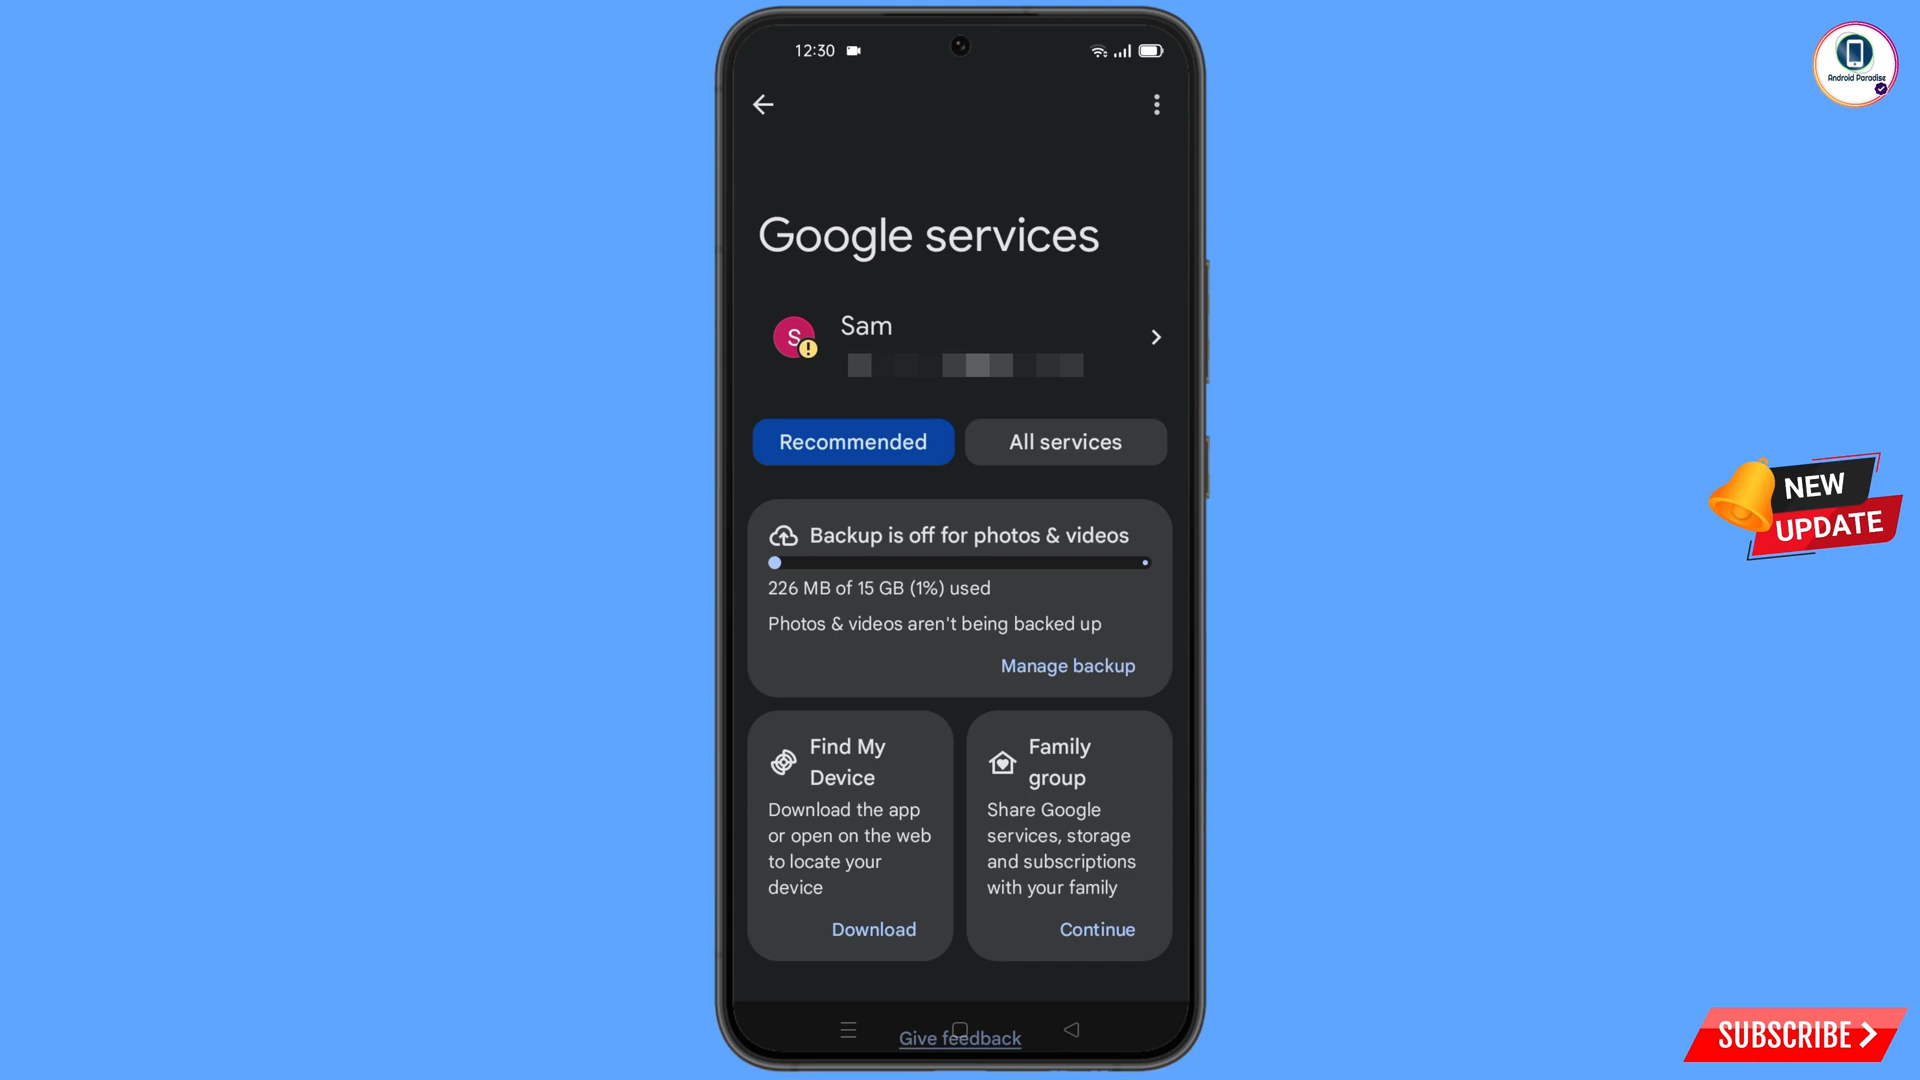 12:30
Android Paradise
Google services
S
Sam
Recommended
All services
Backup is off for photos & videos
226 MB of 15 GB (1%) used
Photos & videos aren't being backed up
Manage backup
Find My
Device
Download the app
or open on the web
to locate your
device
Download
Family
group
Share Google
services, storage
and subscriptions
with your family
Continue
Give feedback
NEW
UPDATE
SUBSCRIBE